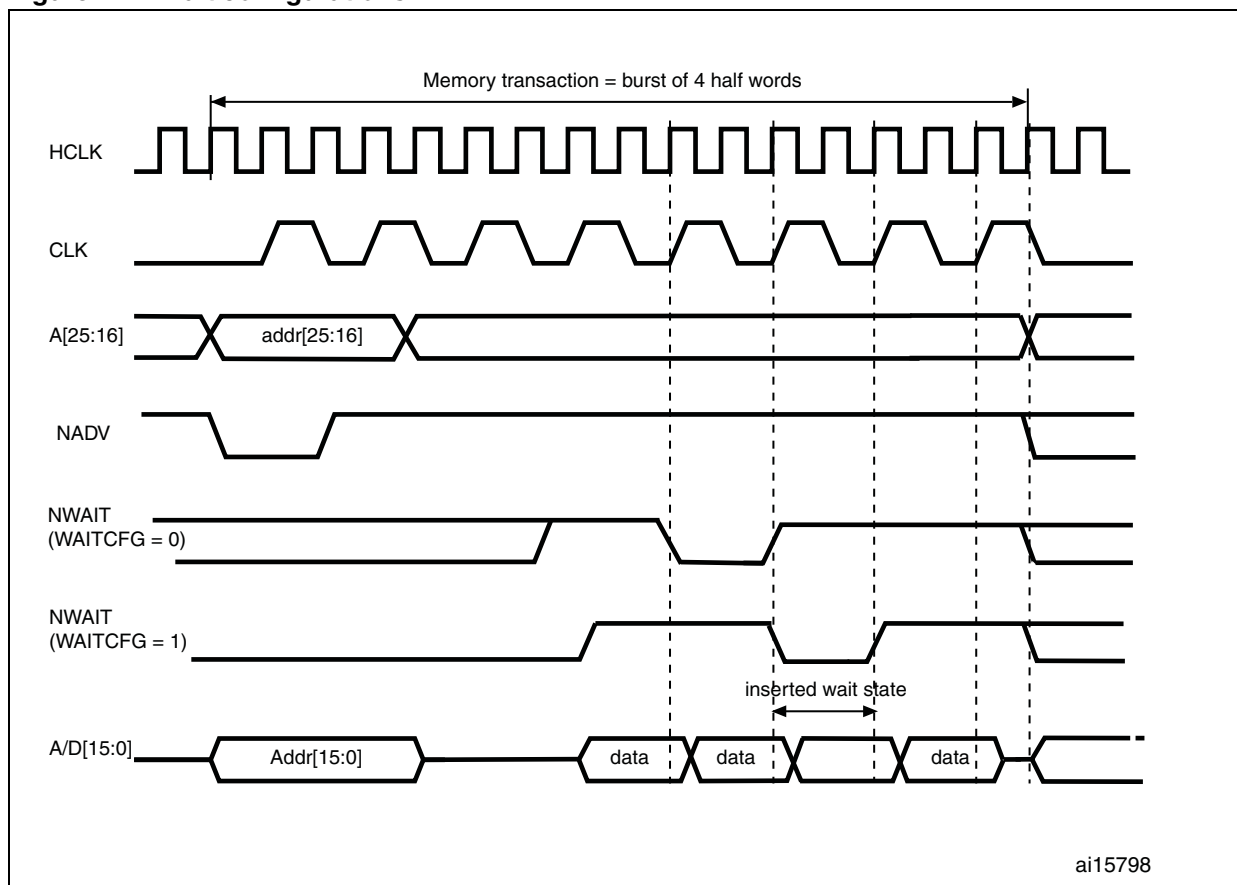 Memory transaction = burst of 4 half words
HCLK
CLK
A[25:16]
addr[25:16]
NADV
NWAIT
(WAITCFG = 0)
NWAIT
(WAITCFG = 1)
inserted wait state
A/D[15:0]
Addr[15:0]
data
data
data
ai15798